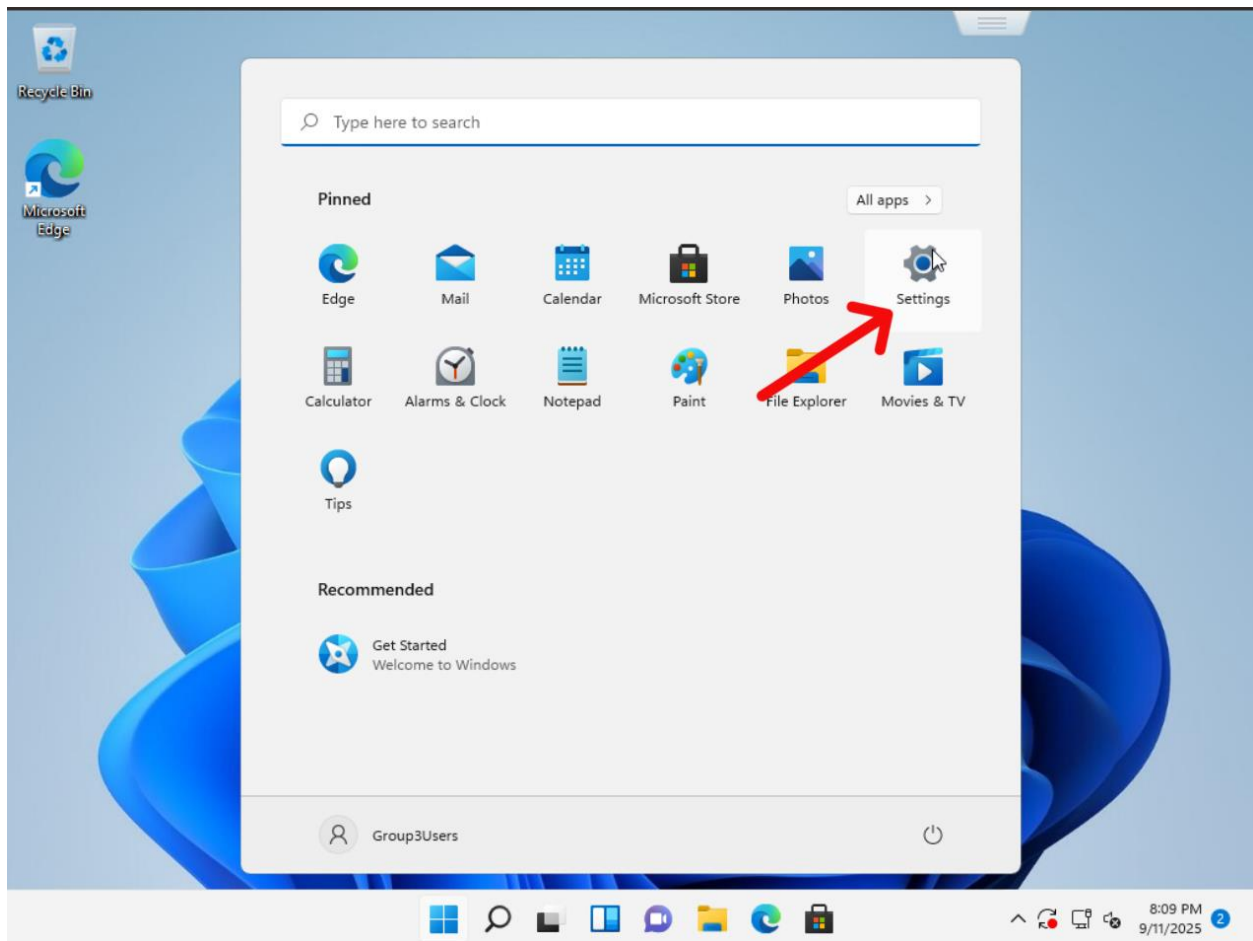 Recycle Bin
Microsoft
Edge
Type here to search
Pinned
All apps
Edge
Mail
Calendar
Microsoft Store
Photos
Settings
Calculator
Alarms & Clock
Notepad
Paint
File Explorer
Movies & TV
Tips
Recommended
Get Started
Welcome to Windows
Group3Users
8:09 PM
9/11/2025
2